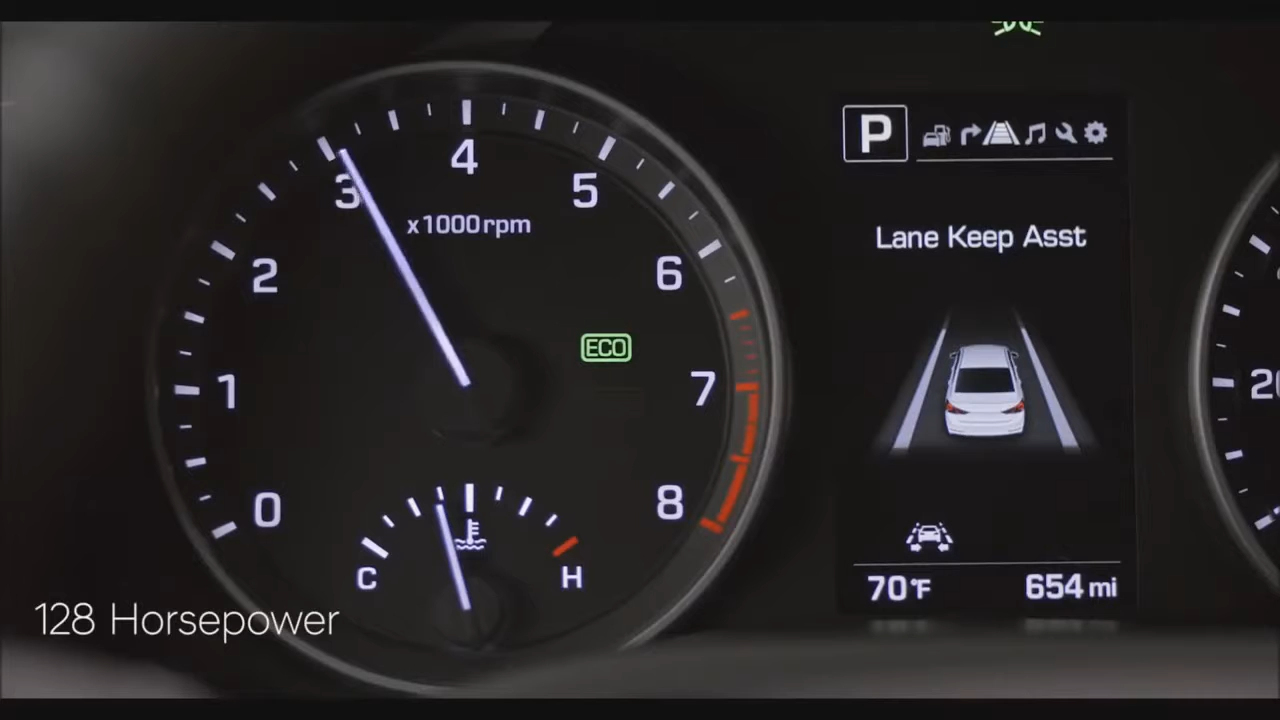 P
4
3
5
x1000rpm
Lane Keep Asst
2
6
ECO
1
7
20
0
8
C
H
70°F
654 mi
128 Horsepower